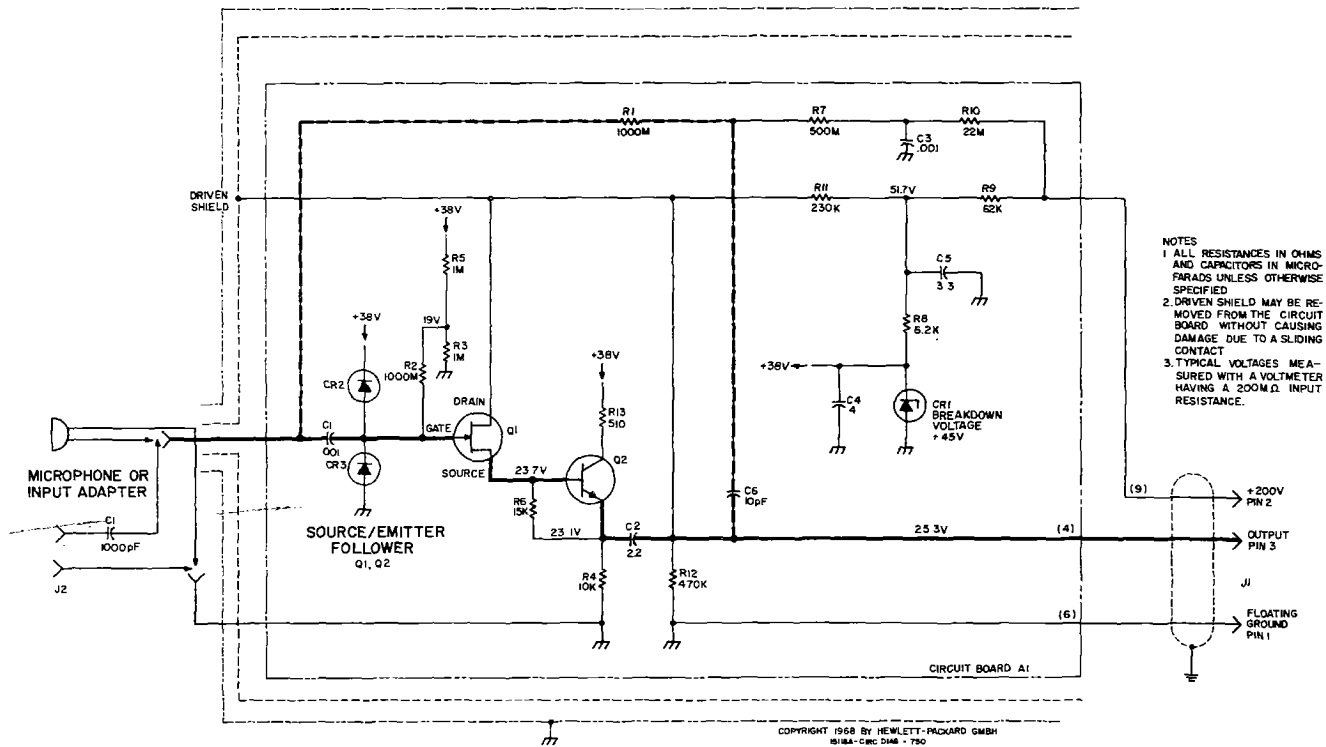 R1
1000M
R7
500M
R10
22M
C3
.001
DRIVEN
SHIELD
R11
230K
51.7V
R9
62K
+38V
R5
1M
19V
R3
1M
R2
1000M
+38V
CR2
C1
.001
CR3
GATE
DRAIN
Q1
SOURCE
23.7V
+38V
R13
510
Q2
R6
15K
23.1V
C2
2.2
C6
10pF
C5
3.3
R8
6.2K
+38V
C4
4
CR1
BREAKDOWN
VOLTAGE
+45V
NOTES
1 ALL RESISTANCES IN OHMS
AND CAPACITORS IN MICRO-
FARADS UNLESS OTHERWISE
SPECIFIED
2. DRIVEN SHIELD MAY BE RE-
MOVED FROM THE CIRCUIT
BOARD WITHOUT CAUSING
DAMAGE DUE TO A SLIDING
CONTACT
3. TYPICAL VOLTAGES MEA-
SURED WITH A VOLTMETER
HAVING A 200MΩ INPUT
RESISTANCE.
MICROPHONE OR
INPUT ADAPTER
C1
1000pF
J2
SOURCE/EMITTER
FOLLOWER
Q1, Q2
R4
10K
R12
470K
25.3V
(9)
+200V
PIN 2
(4)
OUTPUT
PIN 3
J1
(6)
FLOATING
GROUND
PIN 1
CIRCUIT BOARD A1
COPYRIGHT 1968 BY HEWLETT-PACKARD GMBH
15118A-CIRC DIAG - 750